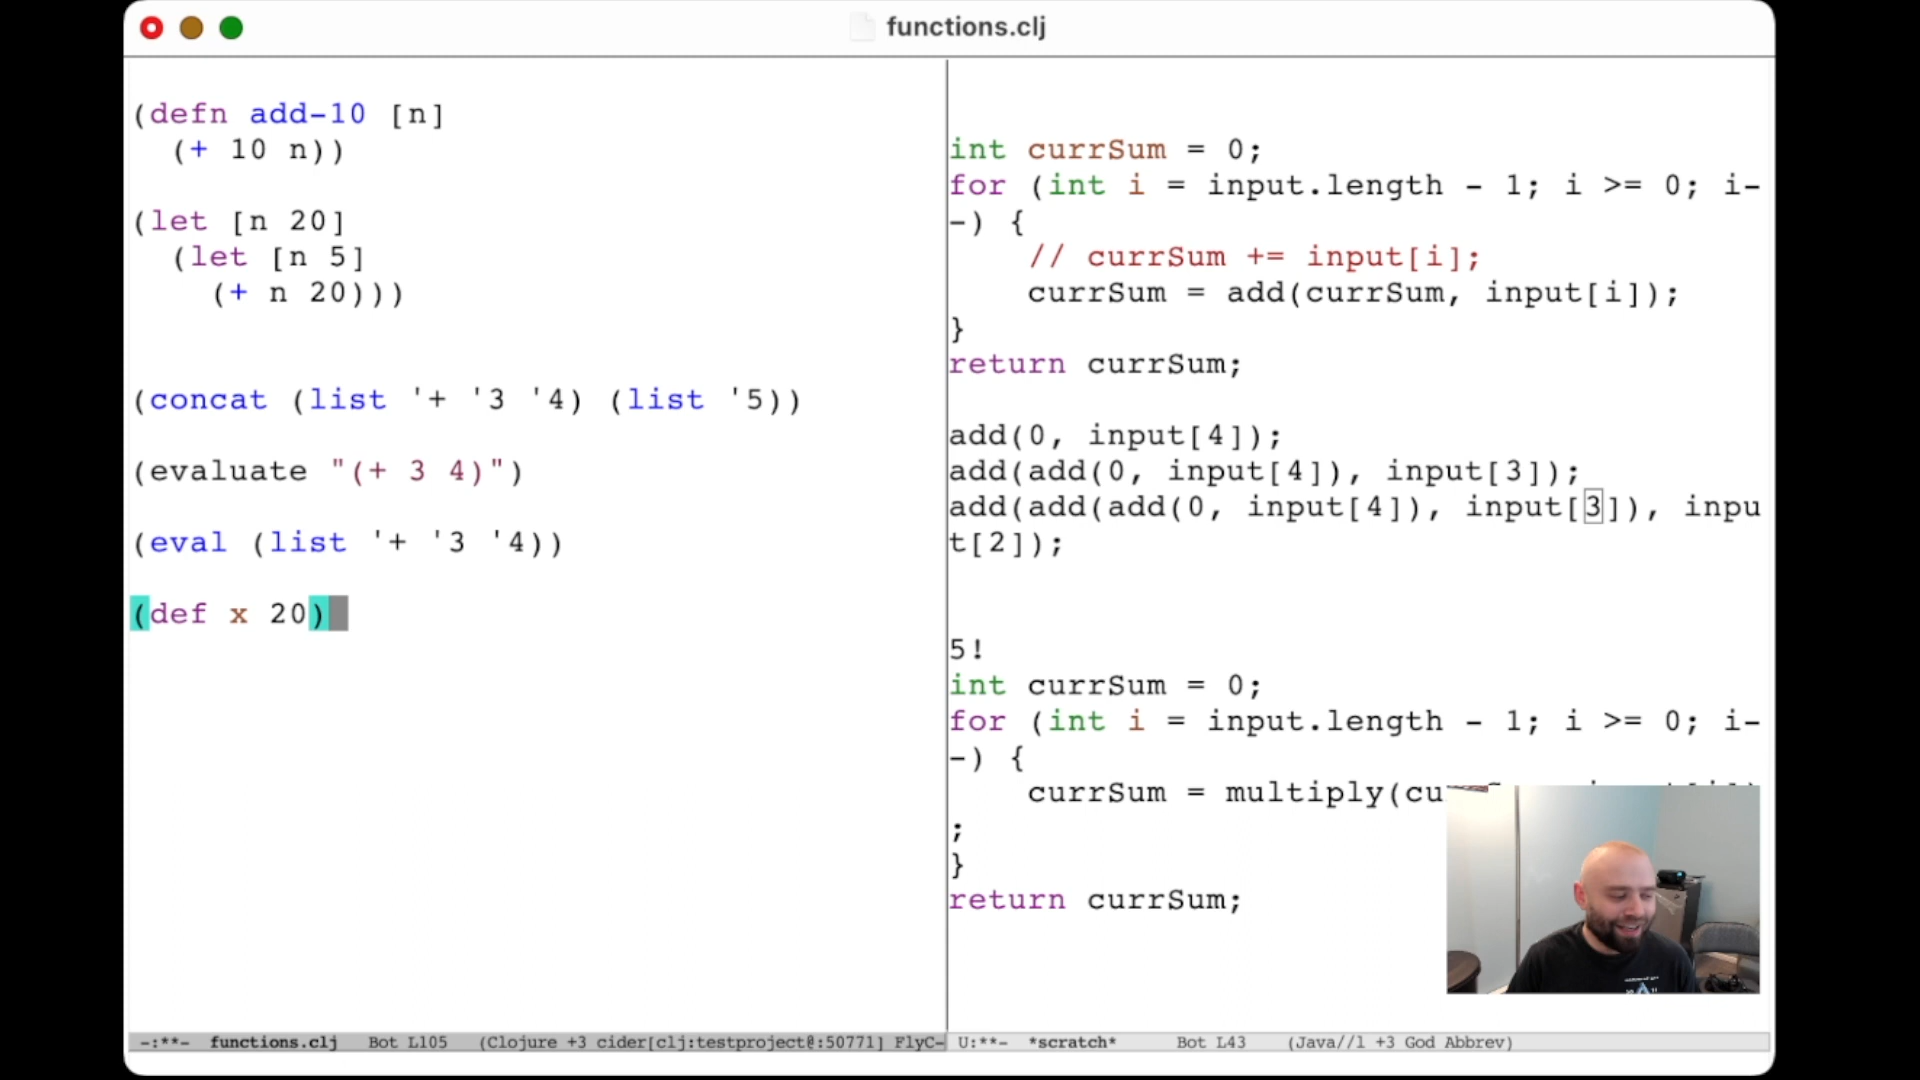 functions.clj
(defn add-10 [n]
(+ 10 n))
(let [n 20]
(let [n 5]
(+ n 20)))
(concat (list '+ '3 '4) (list '5))
(evaluate "(+ 3 4)")
(eval (list '+ '3 '4))
(def x 20)
-:**- functions.clj Bot L105 (Clojure +3 cider[clj:testproject@:50771] FlyC-
int currSum = 0;
for (int i = input.length - 1; i >= 0; i-
-) {
// currSum += input[i];
currSum = add(currSum, input[i]);
}
return currSum;
add(0, input[4]);
add(add(0, input[4]), input[3]);
add(add(add(0, input[4]), input[3]), inpu
t[2]);
5!
int currSum = 0;
for (int i = input.length - 1; i >= 0; i-
-) {
currSum = multiply(cu
;
}
return currSum;
U:**- *scratch* Bot L43 (Java//l +3 God Abbrev)